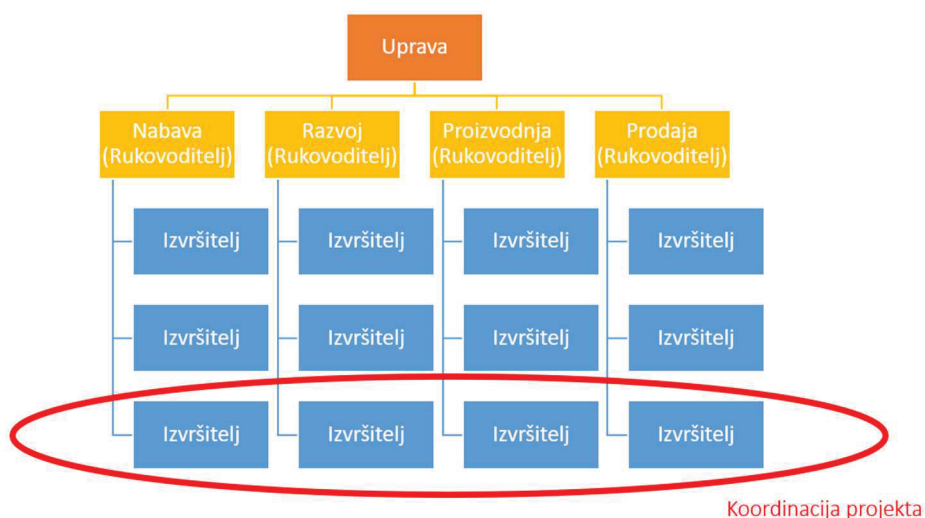 Uprava
Nabava
(Rukovoditelj)
Razvoj
(Rukovoditelj)
Proizvodnja
(Rukovoditelj)
Prodaja
(Rukovoditelj)
Izvršitelj
Izvršitelj
Izvršitelj
Izvršitelj
Izvršitelj
Izvršitelj
Izvršitelj
Izvršitelj
Izvršitelj
Izvršitelj
Izvršitelj
Izvršitelj
Koordinacija projekta